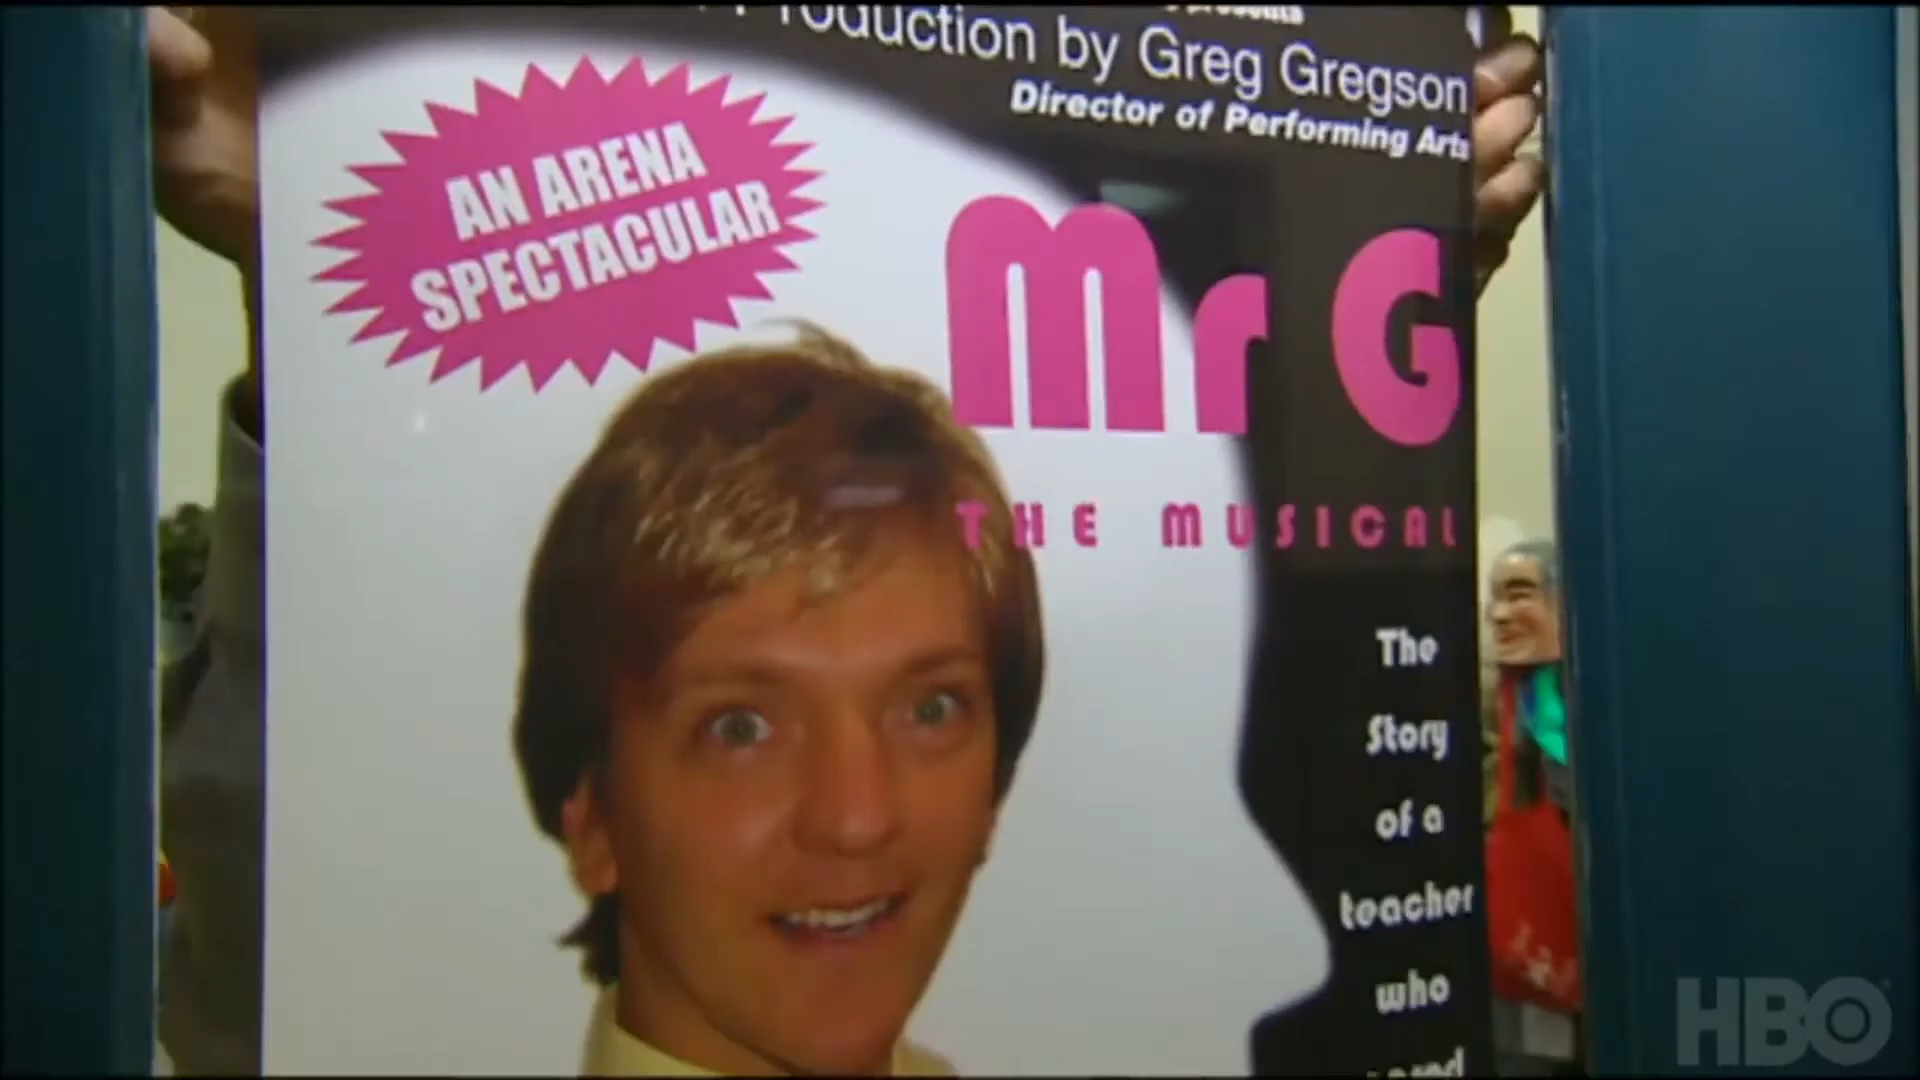 Production by Greg Gregson
Director of Performing Arts
AN ARENA
SPECTACULAR
Mr G
THE MUSICAL
The
Story
of a
teacher
who
HBO